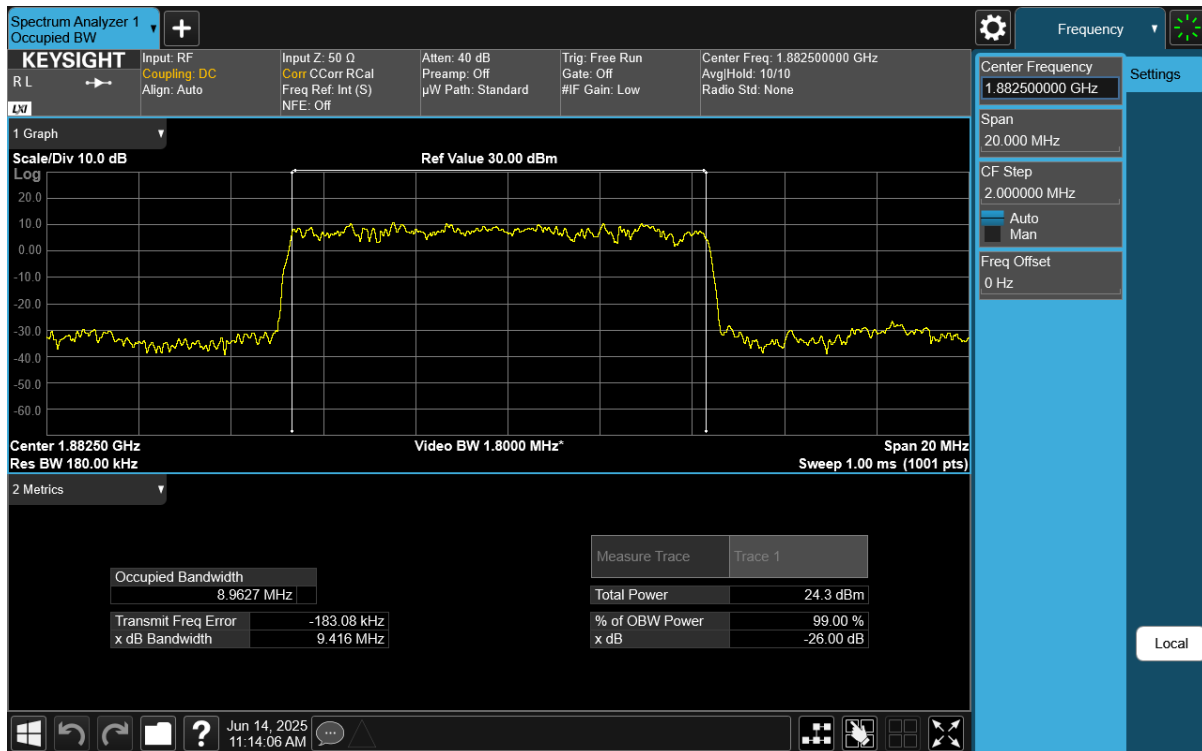 Spectrum Analyzer 1
Occupied BW
Frequency
KEYSIGHT
R L
LXI
Input: RF
Coupling: DC
Align: Auto
Input Z: 50 Ω
Corr CCorr RCal
Freq Ref: Int (S)
NFE: Off
Atten: 40 dB
Preamp: Off
µW Path: Standard
Trig: Free Run
Gate: Off
#IF Gain: Low
Center Freq: 1.882500000 GHz
Avg|Hold: 10/10
Radio Std: None
Center Frequency
1.882500000 GHz
Settings
Span
20.000 MHz
CF Step
2.000000 MHz
Auto
Man
Freq Offset
0 Hz
Local
1 Graph
Scale/Div 10.0 dB
Ref Value 30.00 dBm
Log
20.0
10.0
0.00
-10.0
-20.0
-30.0
-40.0
-50.0
-60.0
Center 1.88250 GHz
Video BW 1.8000 MHz*
Span 20 MHz
Res BW 180.00 kHz
Sweep 1.00 ms (1001 pts)
2 Metrics
Occupied Bandwidth
8.9627 MHz
Transmit Freq Error -183.08 kHz
x dB Bandwidth 9.416 MHz
Measure Trace Trace 1
Total Power 24.3 dBm
% of OBW Power 99.00 %
x dB -26.00 dB
?
Jun 14, 2025
11:14:06 AM